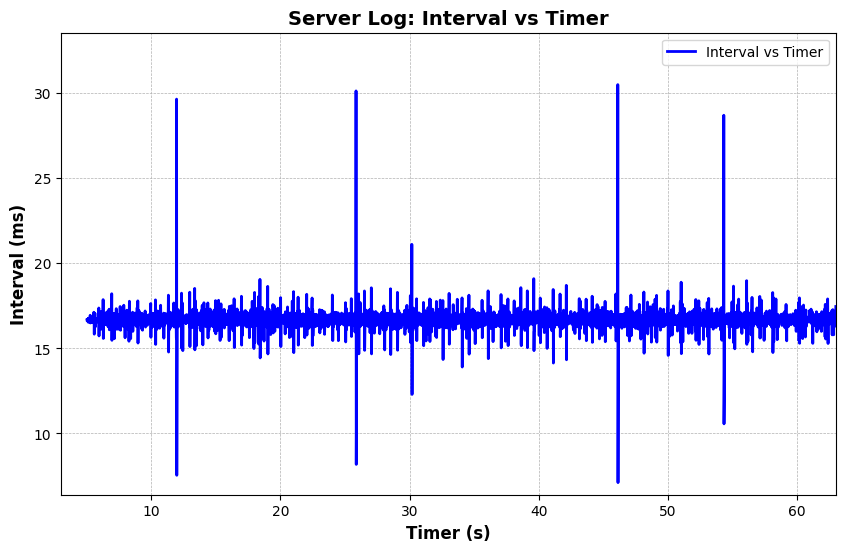 Server Log: Interval vs Timer
Interval vs Timer
30
25
20
15
10
Interval (ms)
10 20 30 40 50 60
Timer (s)